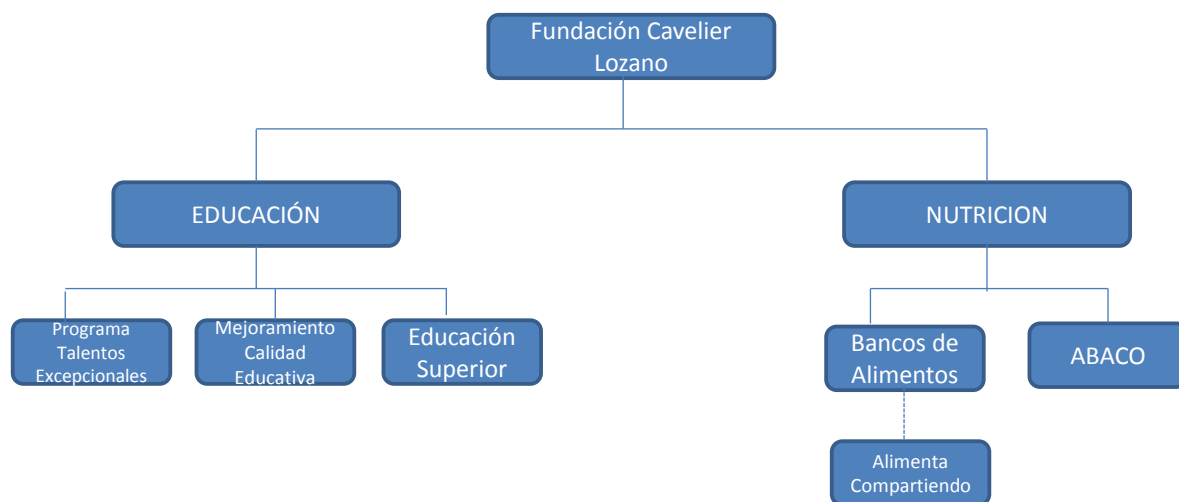 Fundación Cavelier
Lozano
EDUCACIÓN
NUTRICION
Programa
Talentos
Excepcionales
Mejoramiento
Calidad
Educativa
Educación
Superior
Bancos de
Alimentos
ABACO
Alimenta
Compartiendo